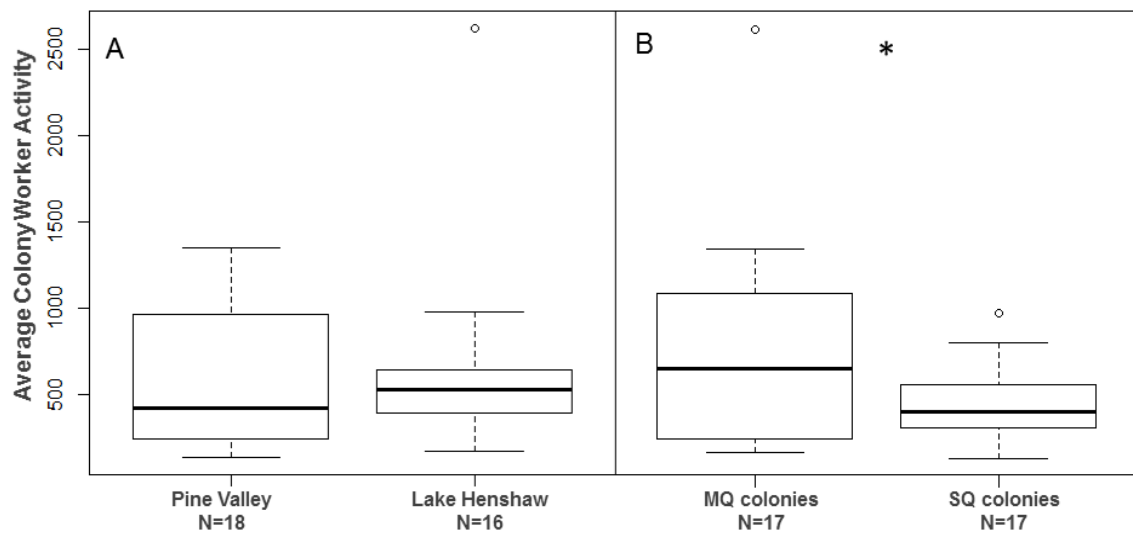 Average Colony Worker Activity
2500
2000
1500
1000
500
A
B
*
Pine Valley
N=18
Lake Henshaw
N=16
MQ colonies
N=17
SQ colonies
N=17